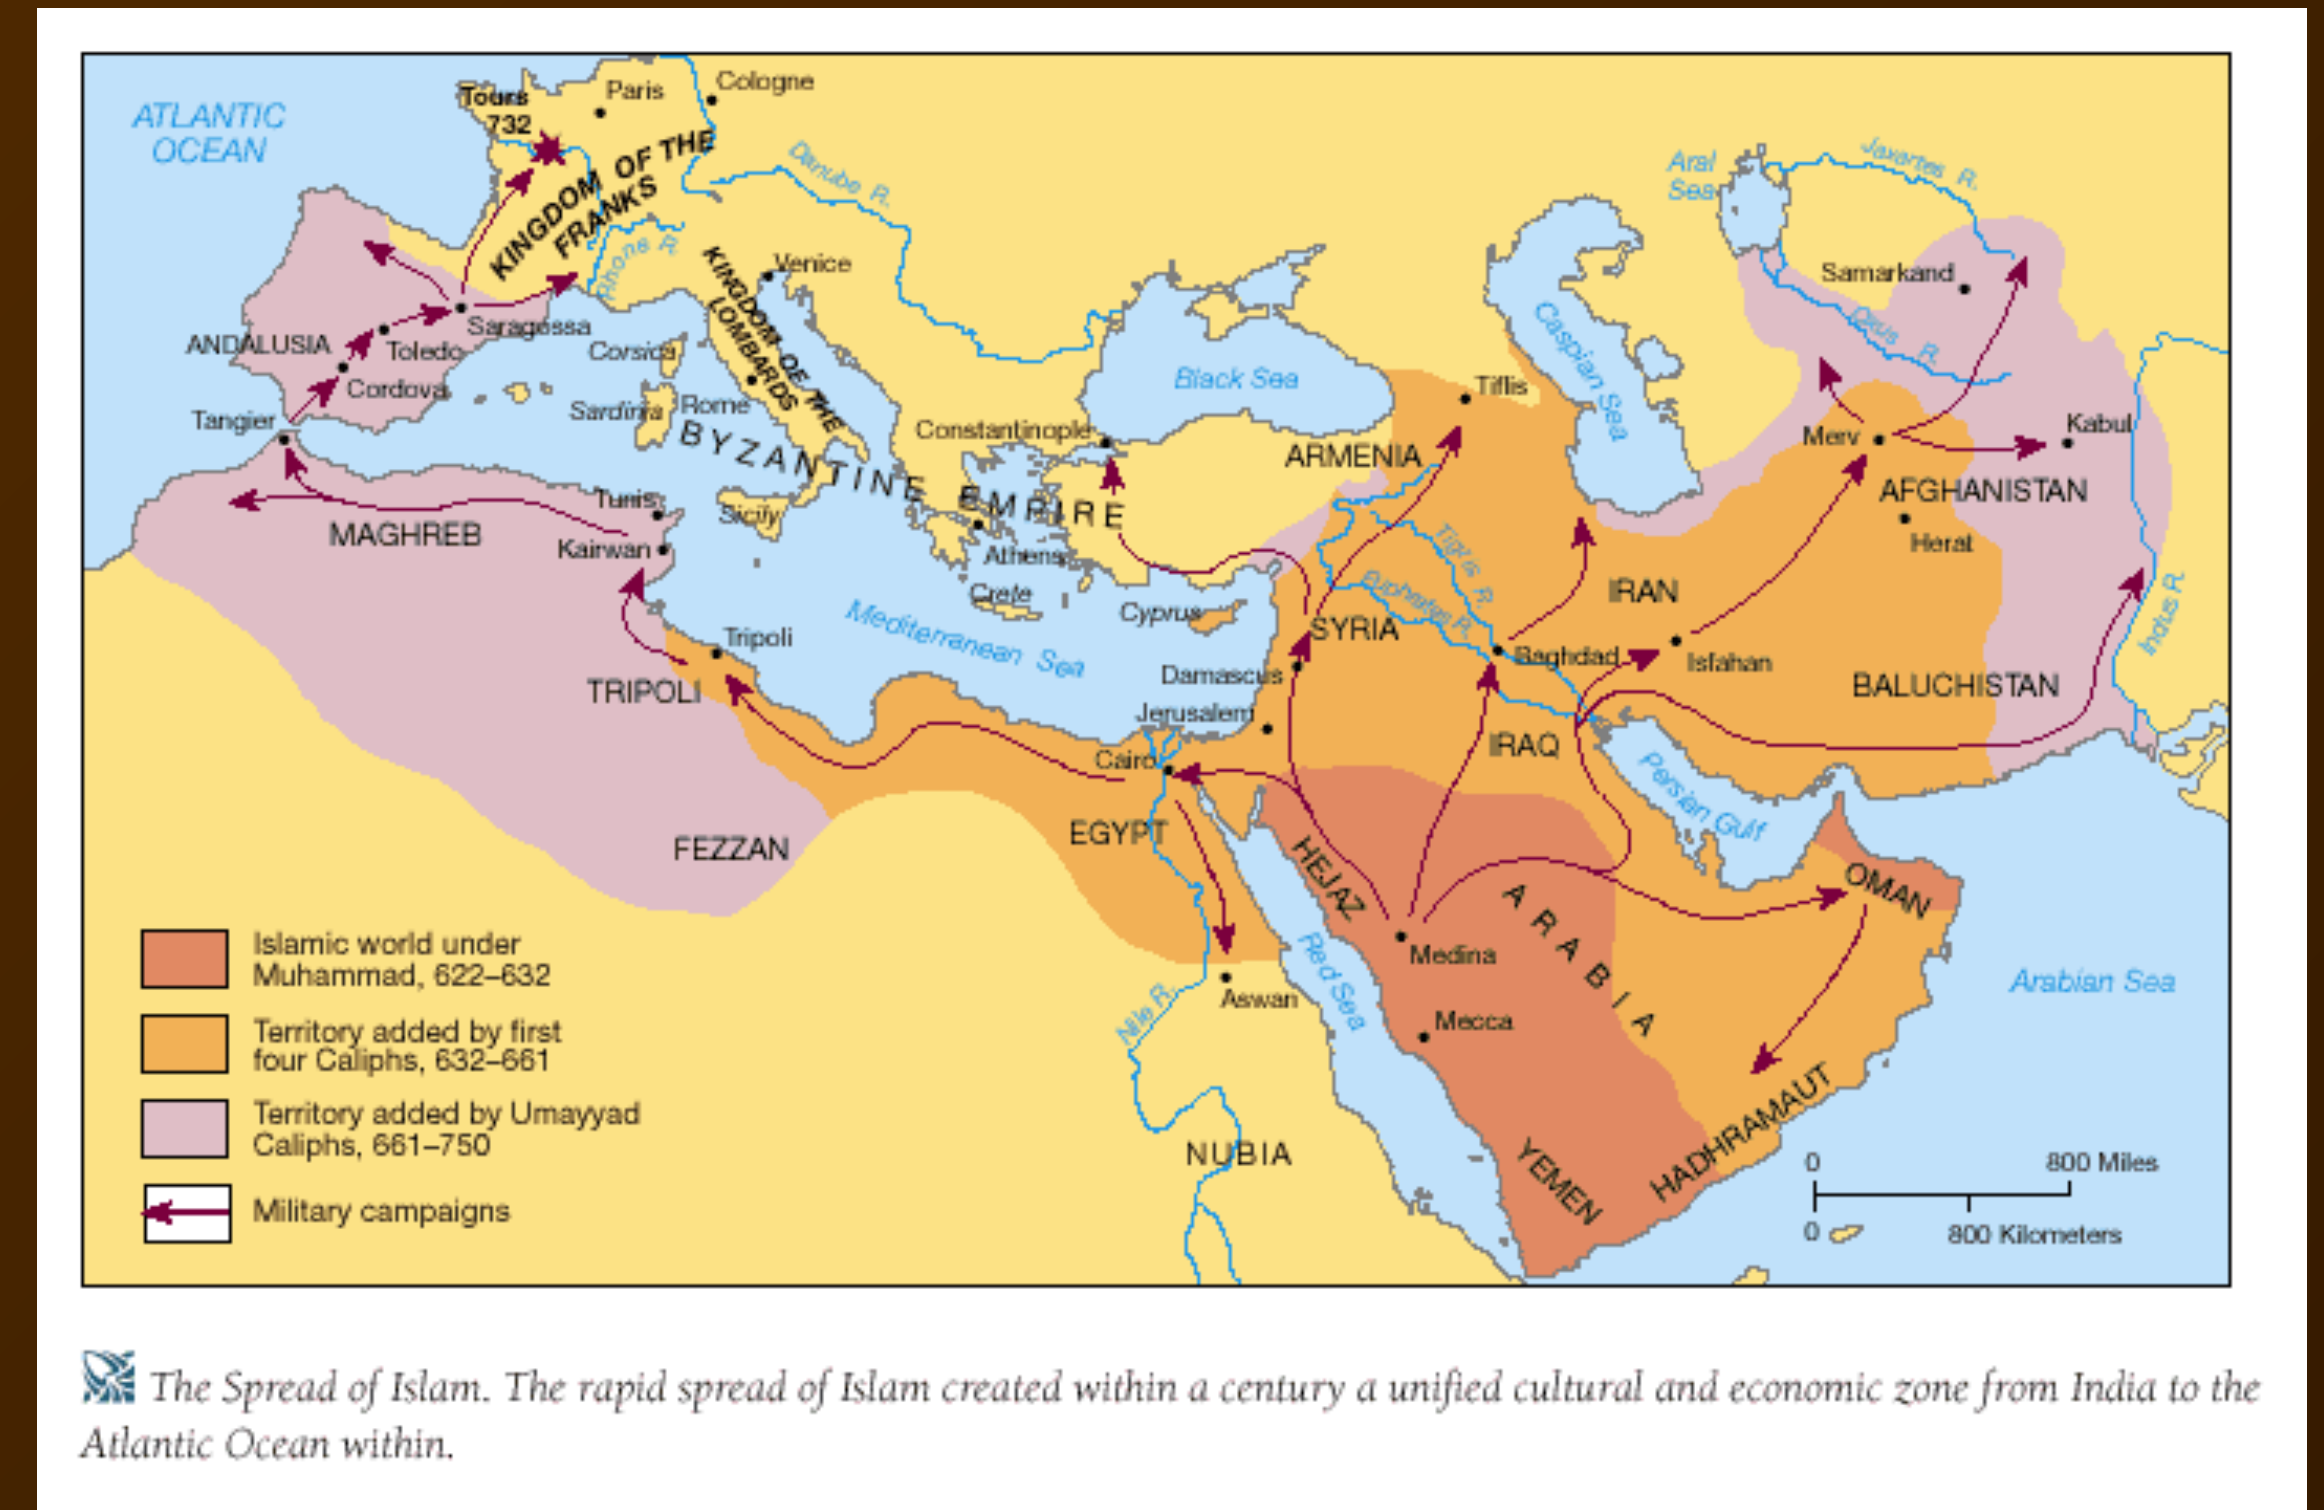 ATLANTIC
OCEAN
Tours
732
Paris
Cologne
KINGDOM OF THE
FRANKS
Danube R.
Rhone R.
KINGDOM OF THE
LOMBARDS
Venice
Aral
Sea
Jaxartes R.
Samarkand
Oxus R.
Caspian Sea
Black Sea
Tiflis
ANDALUSIA
Saragossa
Toledo
Cordova
Tangier
Corsica
Sardinia
Rome
BYZANTINE EMPIRE
Constantinople
ARMENIA
Merv
Kabul
AFGHANISTAN
Herat
MAGHREB
Tunis
Kairwan
Sicily
Athens
Crete
Cyprus
Mediterranean Sea
Tigris R.
Euphrates R.
SYRIA
IRAN
Indus R.
Tripoli
TRIPOLI
Damascus
Baghdad
Isfahan
BALUCHISTAN
Jerusalem
IRAQ
Cairo
Persian Gulf
EGYPT
FEZZAN
HEJAZ
ARABIA
OMAN
Medina
Red Sea
Arabian Sea
Aswan
Nile R.
Mecca
NUBIA
YEMEN
HADHRAMAUT
Islamic world under
Muhammad, 622–632
Territory added by first
four Caliphs, 632–661
Territory added by Umayyad
Caliphs, 661–750
Military campaigns
0 800 Miles
0 800 Kilometers
The Spread of Islam. The rapid spread of Islam created within a century a unified cultural and economic zone from India to the
Atlantic Ocean within.